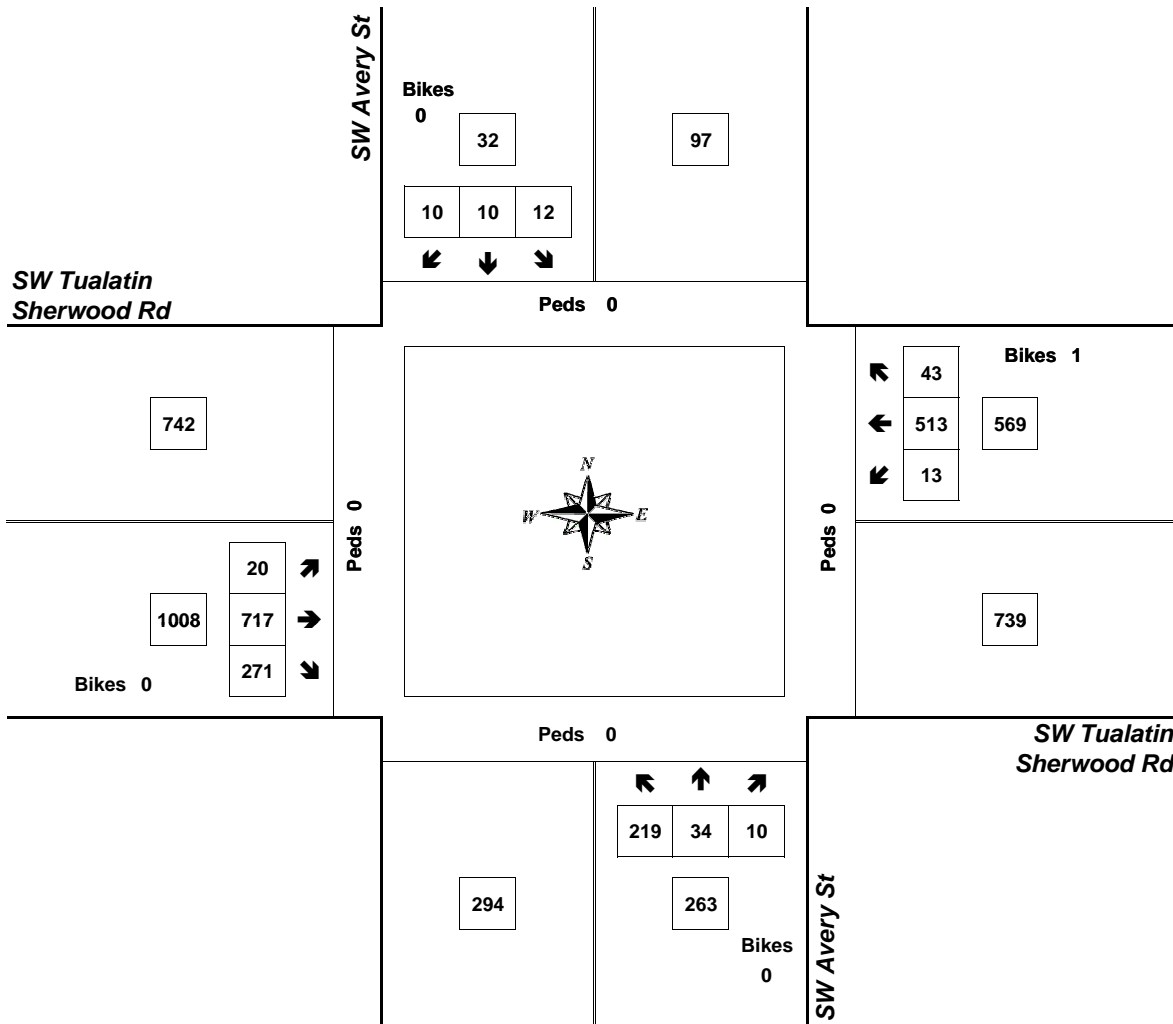 SW Avery St
Bikes
0
32
97
10 10 12
SW Tualatin
Sherwood Rd
Peds 0
Bikes 1
43
742
513 569
13
N
W E
S
Peds 0
Peds 0
20
1008 717
739
271
Bikes 0
Peds 0
SW Tualatin
Sherwood Rd
219 34 10
294
263
SW Avery St
Bikes
0